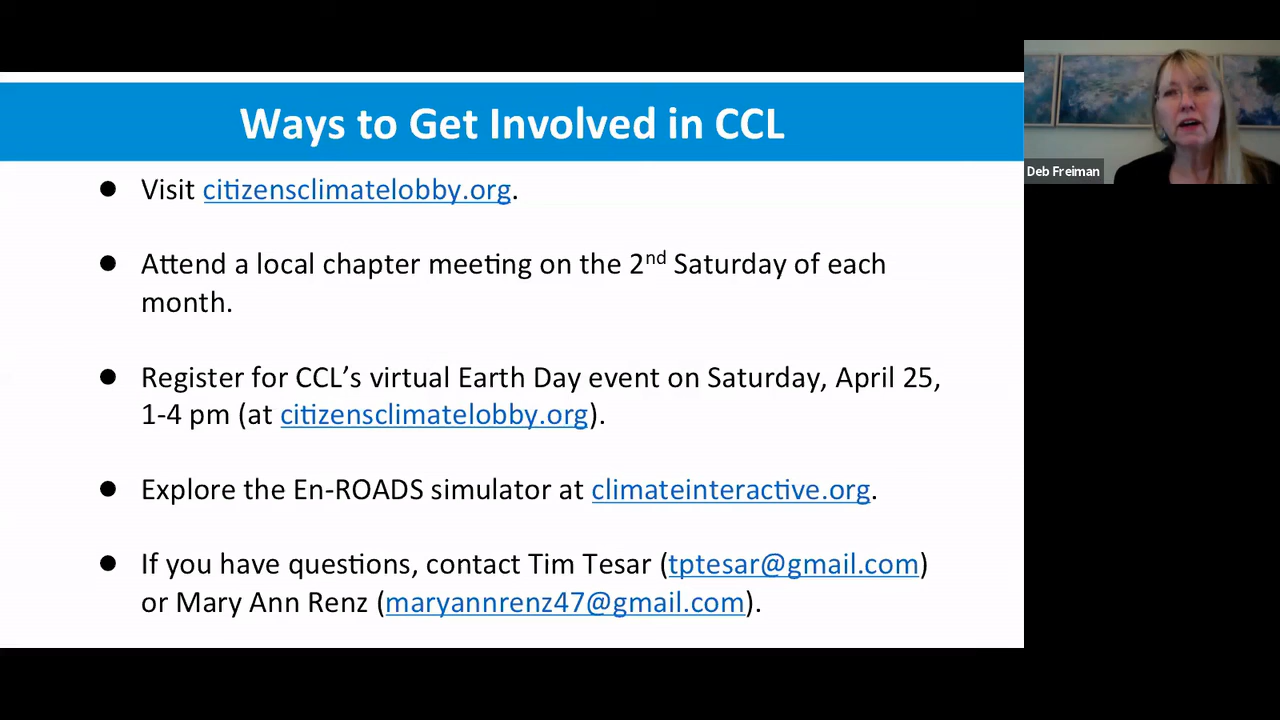 Ways to Get Involved in CCL
● Visit citizensclimatelobby.org.
● Attend a local chapter meeting on the 2nd Saturday of each
month.
● Register for CCL’s virtual Earth Day event on Saturday, April 25,
1-4 pm (at citizensclimatelobby.org).
● Explore the En-ROADS simulator at climateinteractive.org.
● If you have questions, contact Tim Tesar (tptesar@gmail.com)
or Mary Ann Renz (maryannrenz47@gmail.com).
Deb Freiman